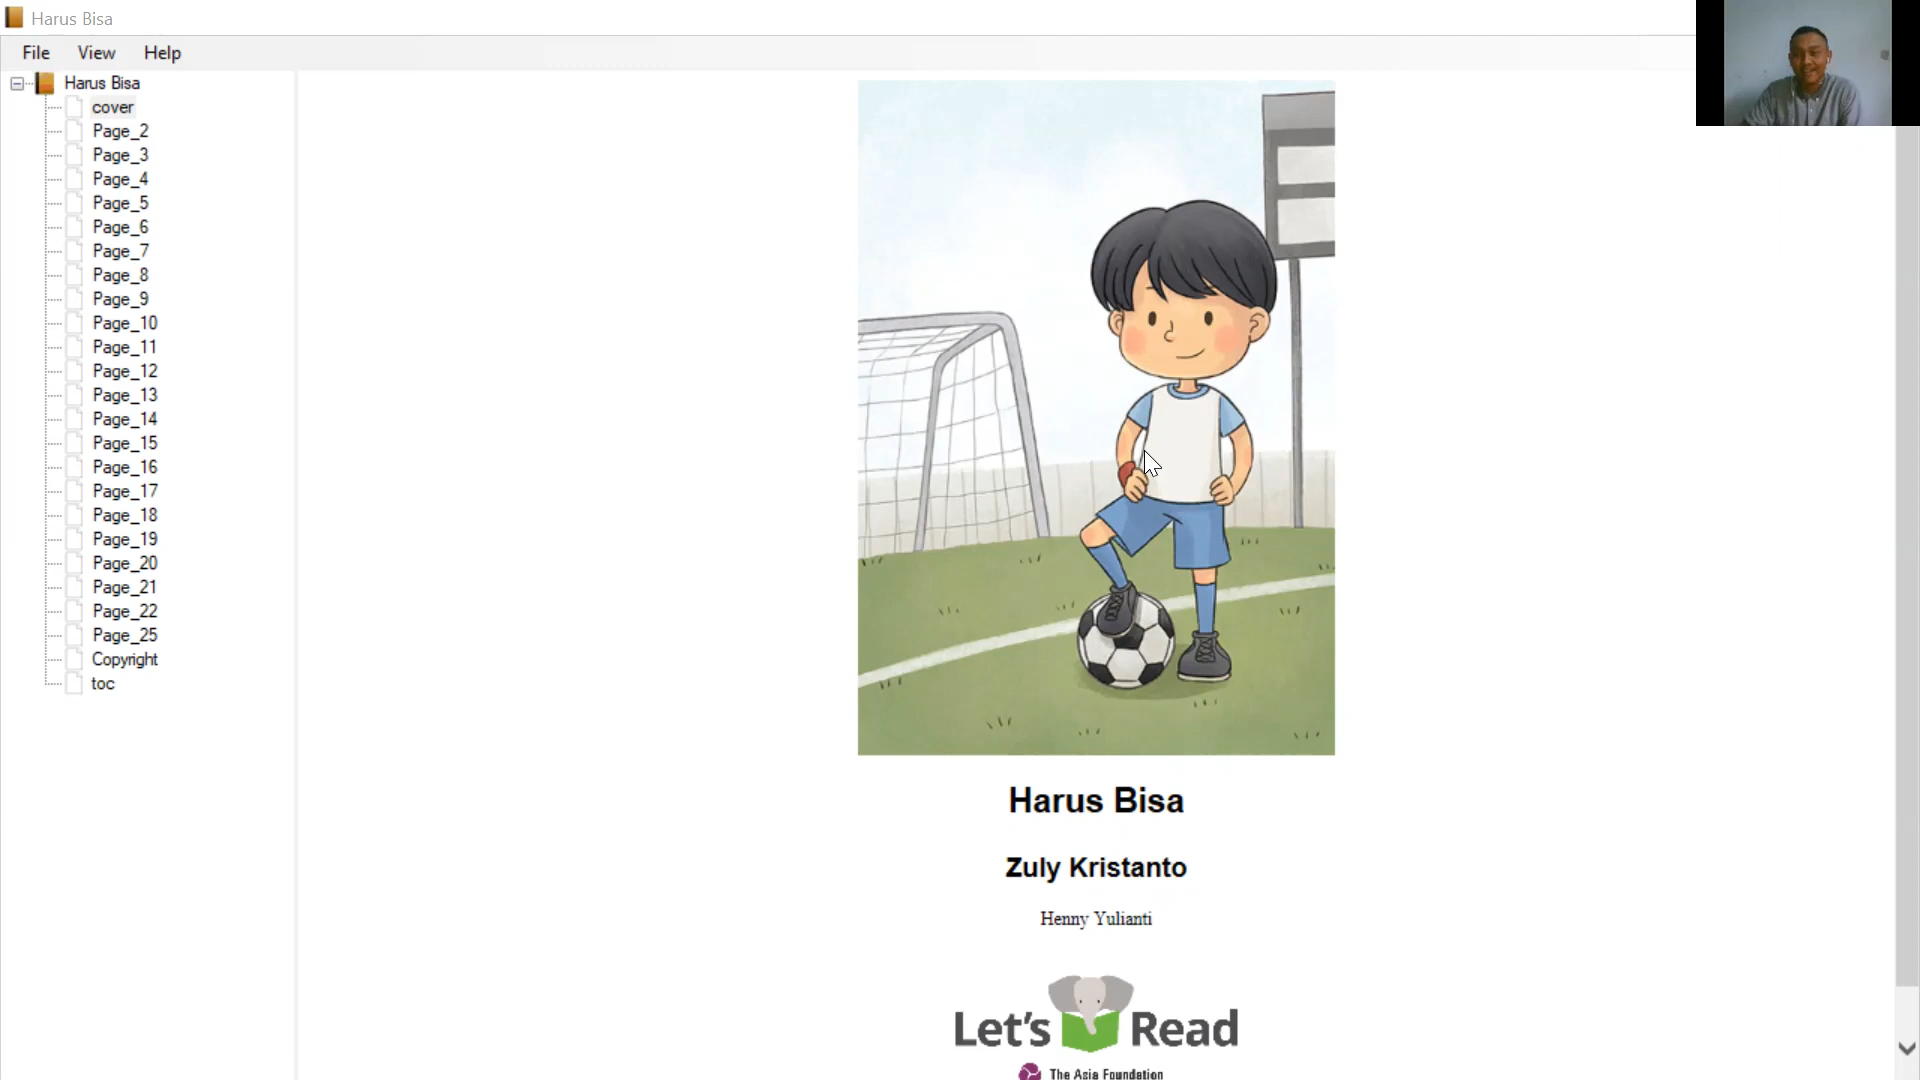 Harus Bisa
File View Help
Harus Bisa
cover
Page_2
Page_3
Page_4
Page_5
Page_6
Page_7
Page_8
Page_9
Page_10
Page_11
Page_12
Page_13
Page_14
Page_15
Page_16
Page_17
Page_18
Page_19
Page_20
Page_21
Page_22
Page_25
Copyright
toc
Harus Bisa
Zuly Kristanto
Henny Yulianti
Let's Read
The Asia Foundation